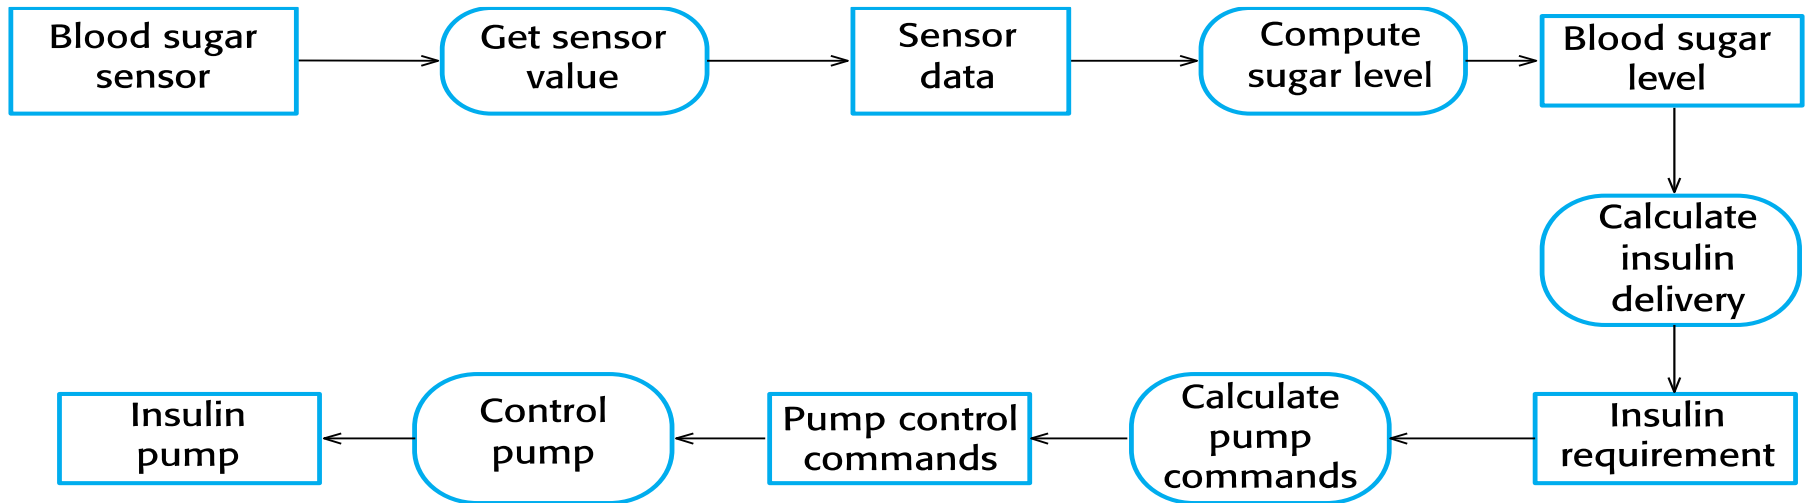 Blood sugar
sensor
Get sensor
value
Sensor
data
Compute
sugar level
Blood sugar
level
Calculate
insulin
delivery
Insulin
requirement
Calculate
pump
commands
Pump control
commands
Control
pump
Insulin
pump